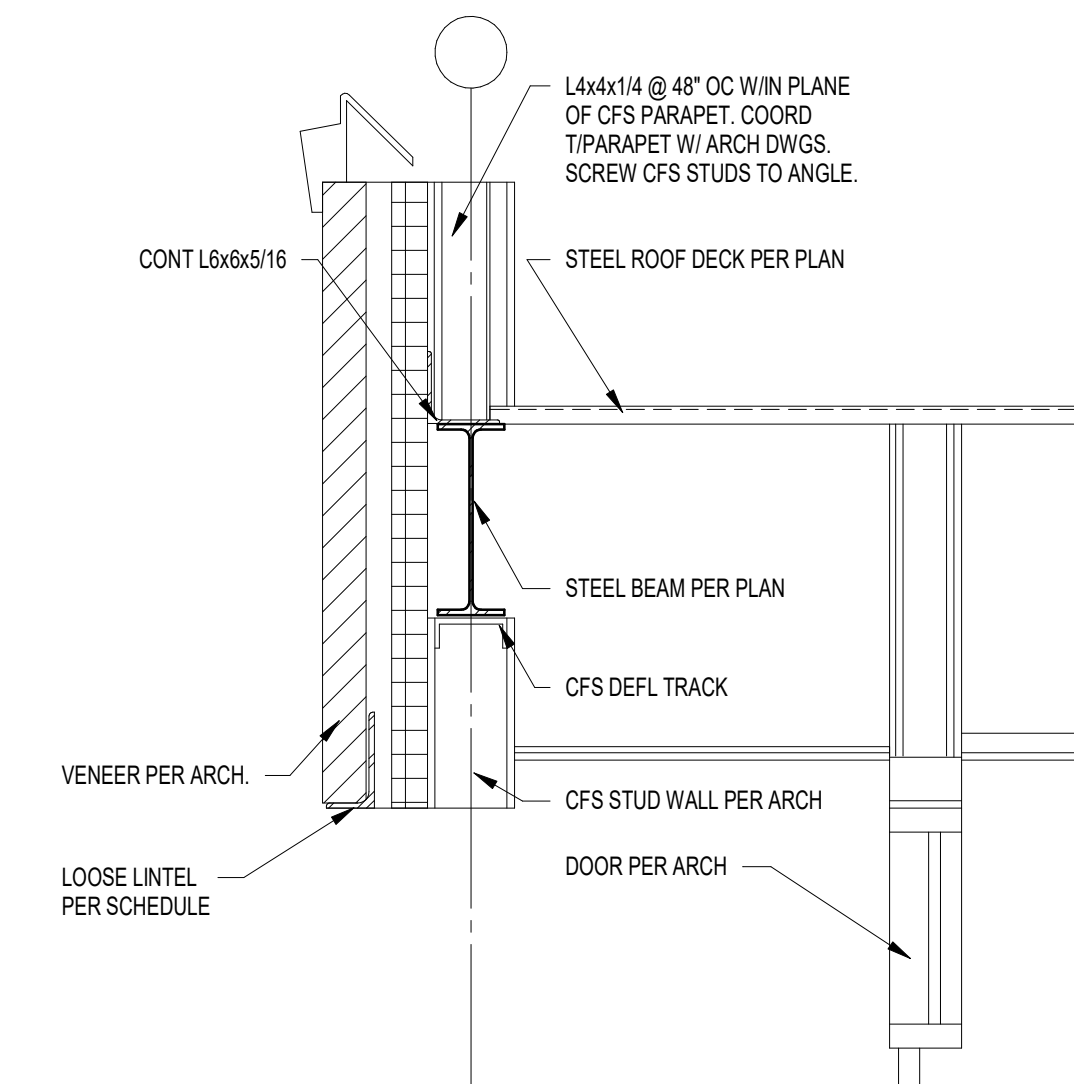 L4x4x1/4 @ 48" OC W/IN PLANE
OF CFS PARAPET. COORD
T/PARAPET W/ ARCH DWGS.
SCREW CFS STUDS TO ANGLE.
CONT L6x6x5/16
STEEL ROOF DECK PER PLAN
STEEL BEAM PER PLAN
CFS DEFL TRACK
VENEER PER ARCH.
CFS STUD WALL PER ARCH
LOOSE LINTEL
PER SCHEDULE
DOOR PER ARCH